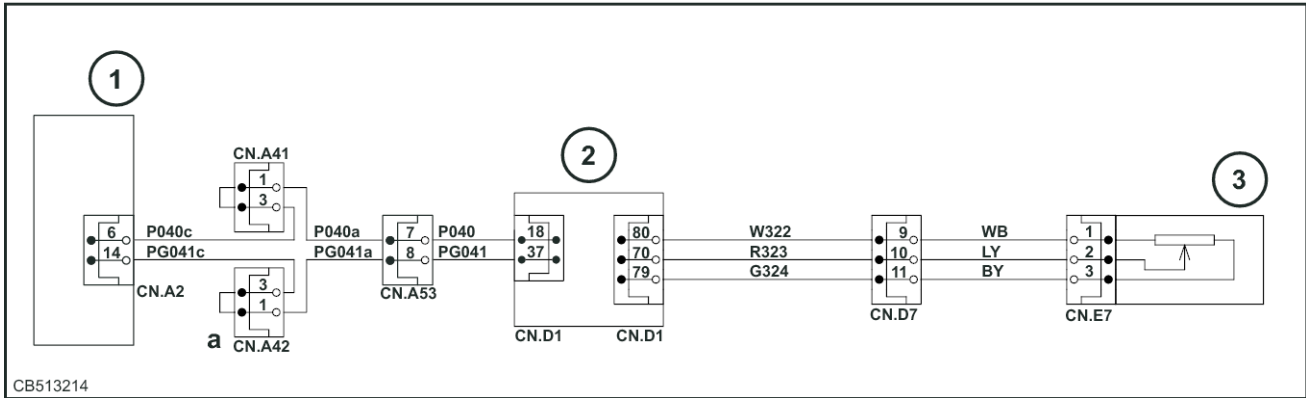 1
CN.A41
1
3
6
14
P040c
PG041c
CN.A2
3
1
a
CN.A42
P040a
PG041a
7
8
CN.A53
P040
PG041
2
18
37
CN.D1
80
70
79
CN.D1
W322
R323
G324
9
10
11
CN.D7
WB
LY
BY
1
2
3
CN.E7
3
CB513214